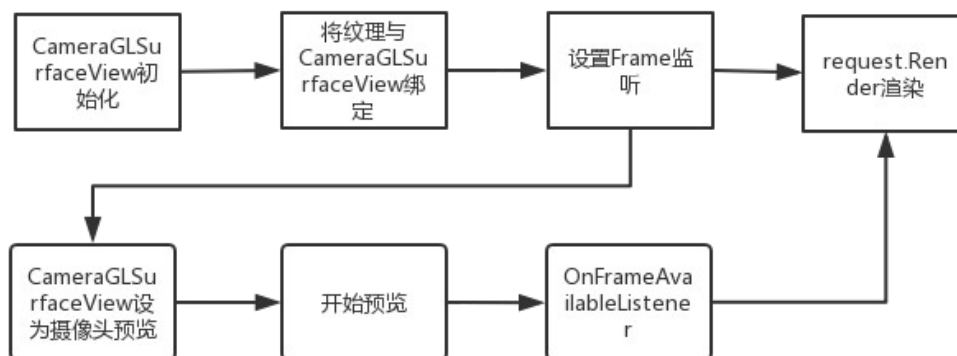 CameraGLSu
rfaceView初
始化
将纹理与
CameraGLSu
rfaceView绑
定
设置Frame监
听
request.Ren
der渲染
CameraGLSu
rfaceView设
为摄像头预览
开始预览
OnFrameAva
ilableListene
r